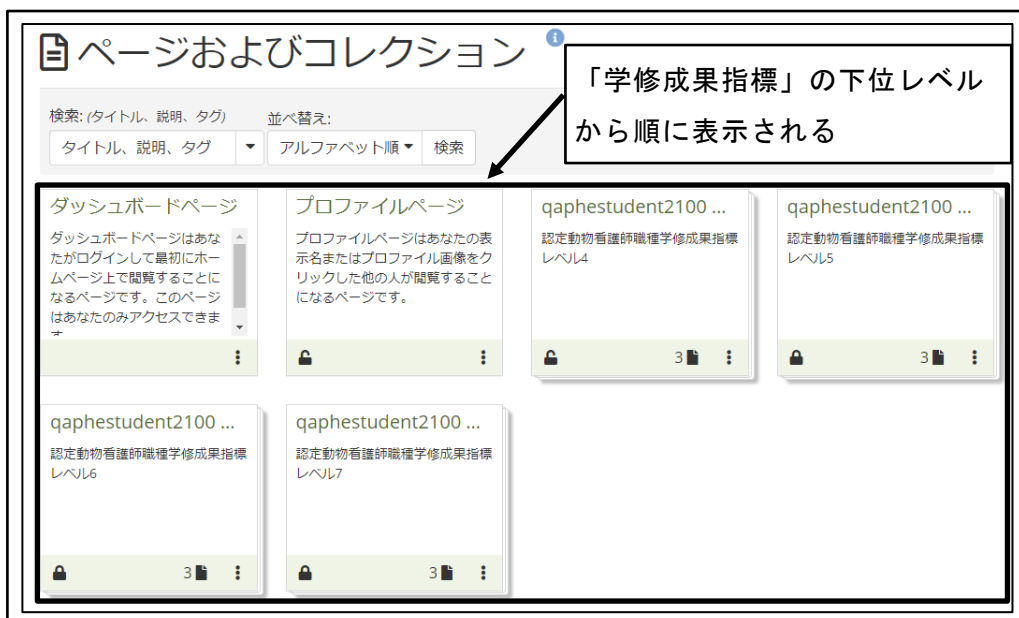 ページおよびコレクション
「学修成果指標」の下位レベル
から順に表示される
検索: (タイトル、説明、タグ)
並べ替え:
タイトル、説明、タグ
アルファベット順
検索
ダッシュボードページ
ダッシュボードページはあな
たがログインして最初にホー
ムページ上で閲覧することに
なるページです。このページ
はあなたのみアクセスできま
プロファイルページ
プロファイルページはあなたの表
示名またはプロファイル画像をク
リックした他の人が閲覧すること
になるページです。
qaphestudent2100 ...
認定動物看護師職種学修成果指標
レベル4
3
qaphestudent2100 ...
認定動物看護師職種学修成果指標
レベル5
3
qaphestudent2100 ...
認定動物看護師職種学修成果指標
レベル6
3
qaphestudent2100 ...
認定動物看護師職種学修成果指標
レベル7
3